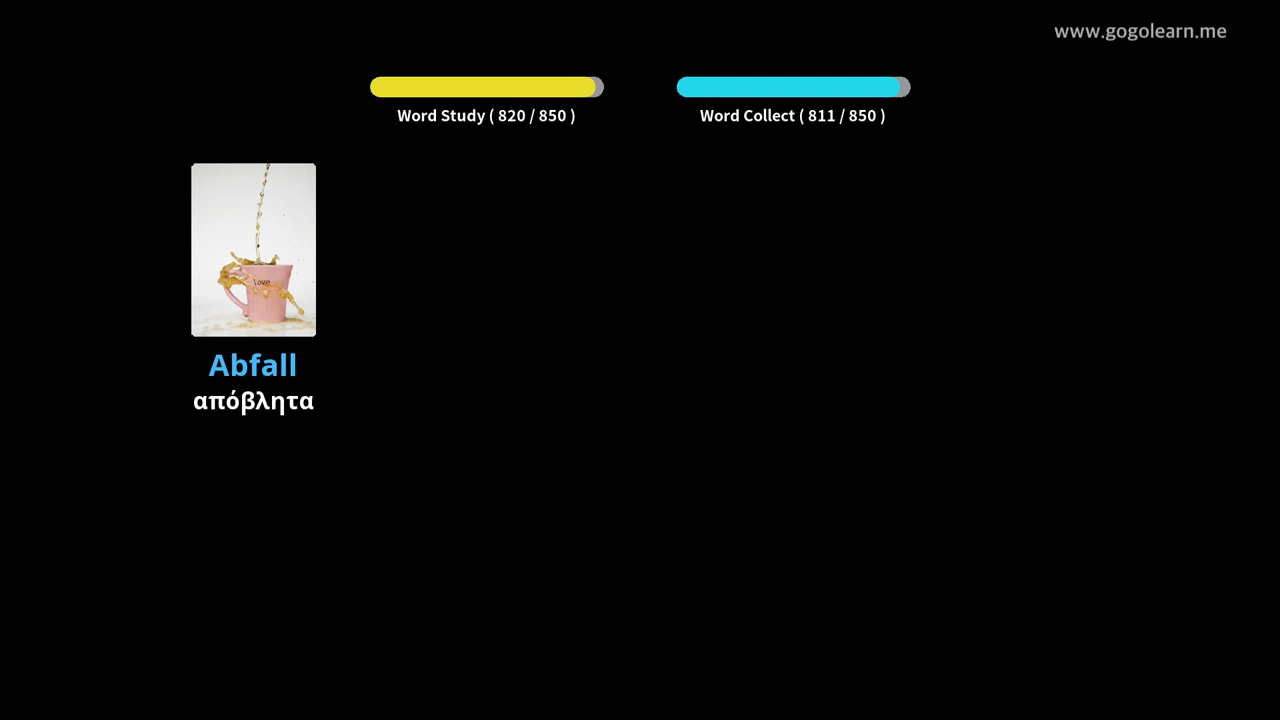 www.gogolearn.me
Word Study ( 820 / 850 )
Word Collect ( 811 / 850 )
love
Abfall
απόβλητα